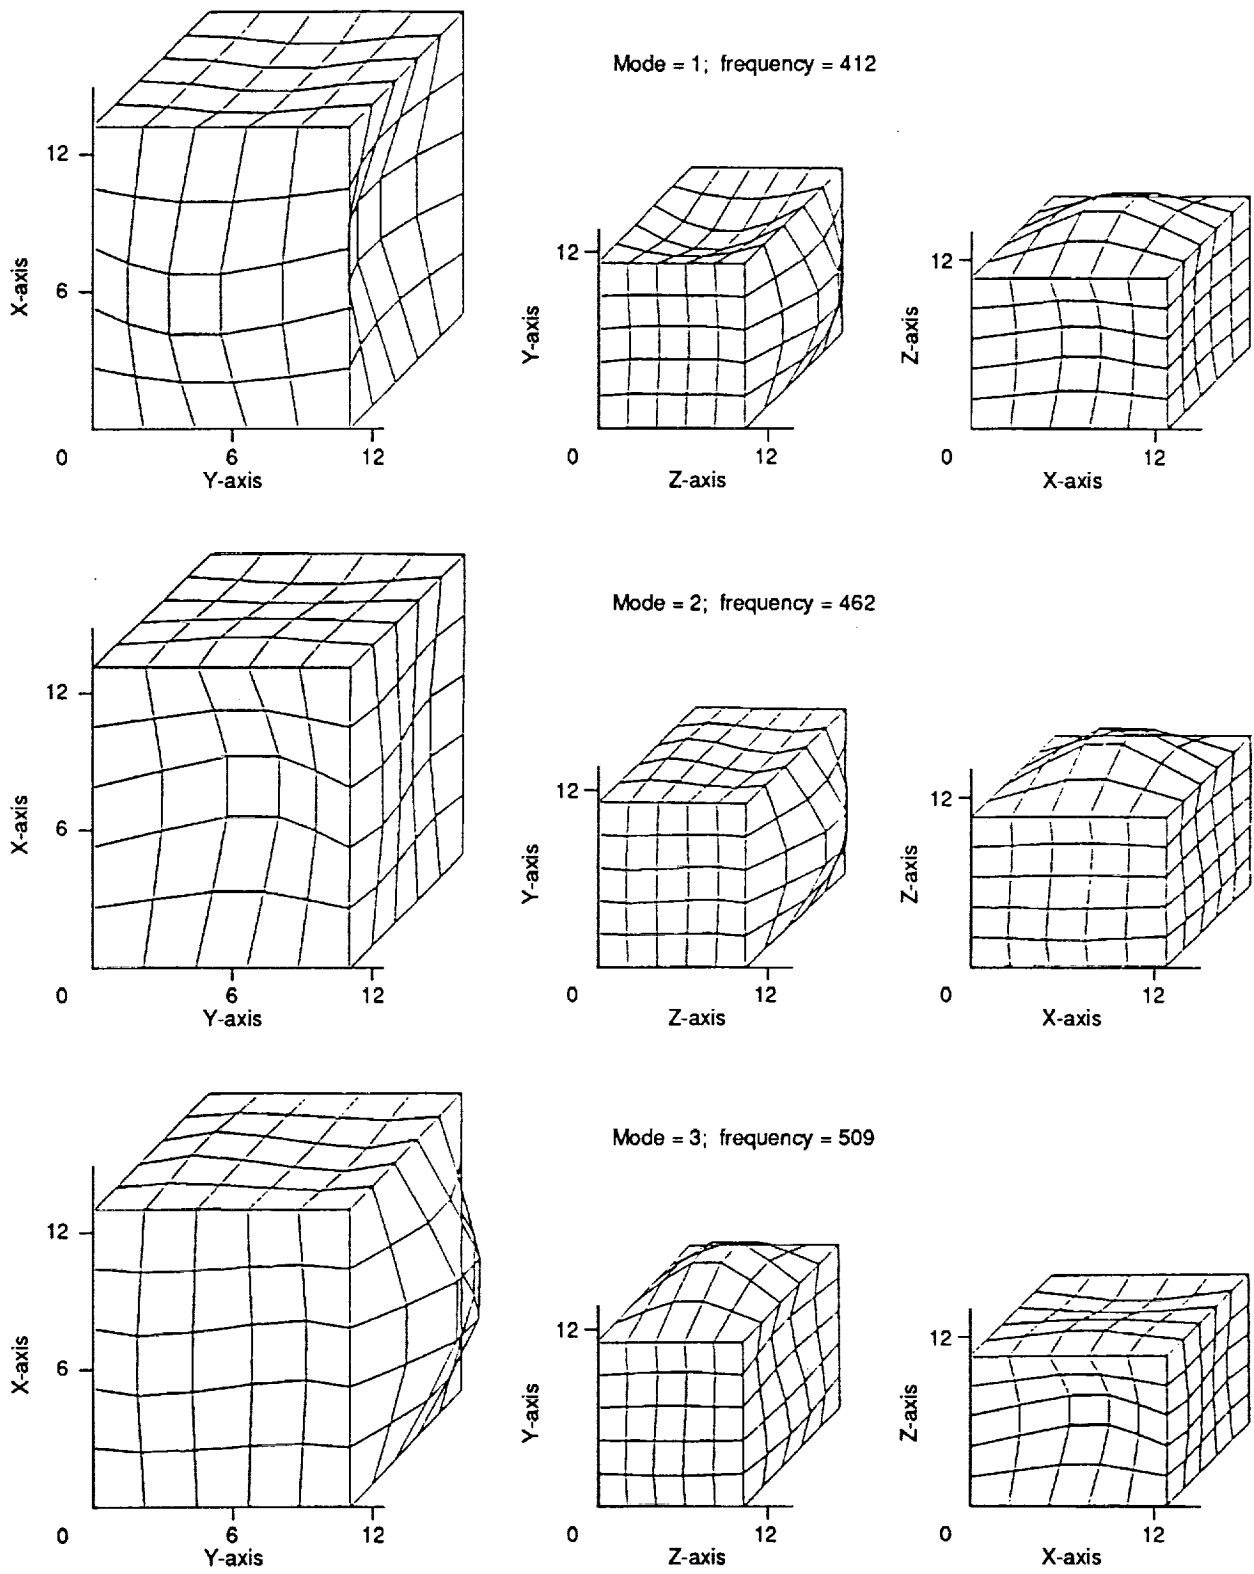 Mode = 1; frequency = 412
12
6
0
6
12
X-axis
Y-axis
12
0
12
Y-axis
Z-axis
12
0
12
Z-axis
X-axis
Mode = 2; frequency = 462
12
6
0
6
12
X-axis
Y-axis
12
0
12
Y-axis
Z-axis
12
0
12
Z-axis
X-axis
Mode = 3; frequency = 509
12
6
0
6
12
X-axis
Y-axis
12
0
12
Y-axis
Z-axis
12
0
12
Z-axis
X-axis